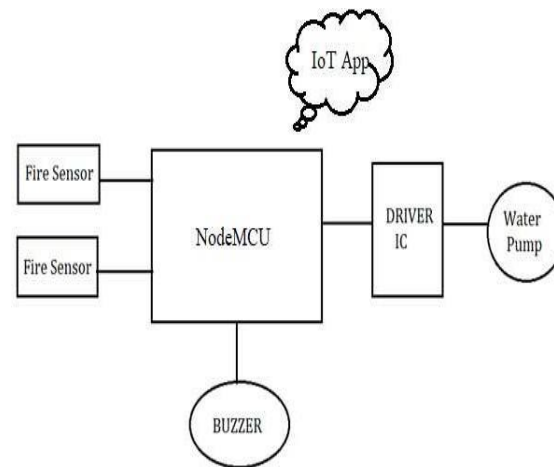 IoT App
Fire Sensor
Fire Sensor
NodeMCU
DRIVER
IC
Water
Pump
BUZZER